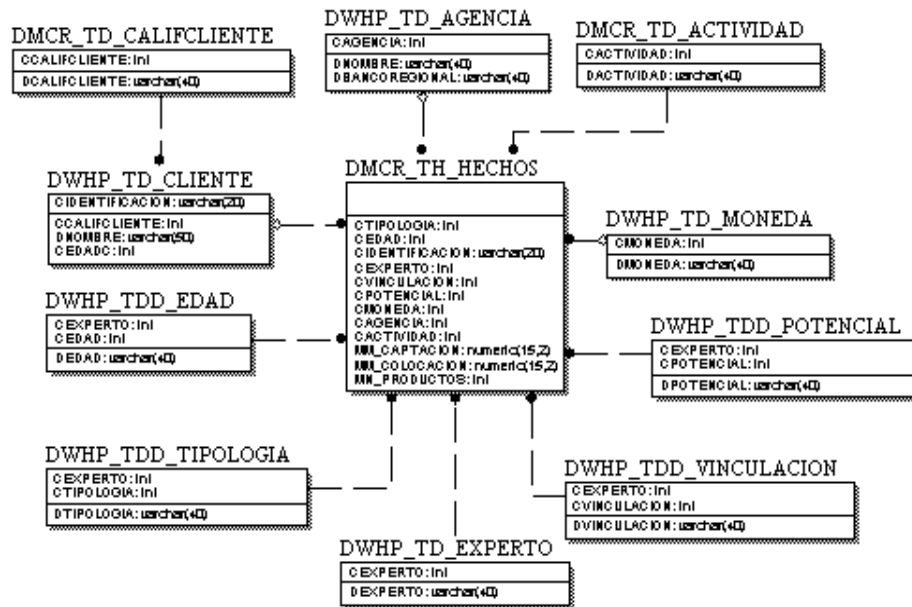 DMCR_TD_CALIFCLIENTE
CCALIFCLIENTE: int
DCALIFCLIENTE: varchar(40)
DWHP_TD_AGENCIA
CAGENCIA: int
DNOMBRE: varchar(40)
DBANCOREGIONAL: varchar(40)
DMCR_TD_ACTIVIDAD
CACTIVIDAD: int
DACTIVIDAD: varchar(40)
DWHP_TD_CLIENTE
CIDENTIFICACION: varchar(20)
CCALIFCLIENTE: int
DNOMBRE: varchar(50)
CEDADC: int
DMCR_TH_HECHOS
CTIPOLOGIA: int
CEDAD: int
CIDENTIFICACION: varchar(20)
CEXPERTO: int
CVINCULACION: int
CPOTENCIAL: int
CMONEDA: int
CAGENCIA: int
CACTIVIDAD: int
MM_CAPTACION: numeric(15,2)
MM_COLOCACION: numeric(15,2)
MN_PRODUCTOS: int
DWHP_TD_MONEDA
CMONEDA: int
DMONEDA: varchar(40)
DWHP_TDD_EDAD
CEXPERTO: int
CEDAD: int
DEDAD: varchar(40)
DWHP_TDD_POTENCIAL
CEXPERTO: int
CPOTENCIAL: int
DPOTENCIAL: varchar(40)
DWHP_TDD_TIPOLOGIA
CEXPERTO: int
CTIPOLOGIA: int
DTIPOLOGIA: varchar(40)
DWHP_TDD_VINCULACION
CEXPERTO: int
CVINCULACION: int
DVINCULACION: varchar(40)
DWHP_TD_EXPERTO
CEXPERTO: int
DEXPERTO: varchar(40)